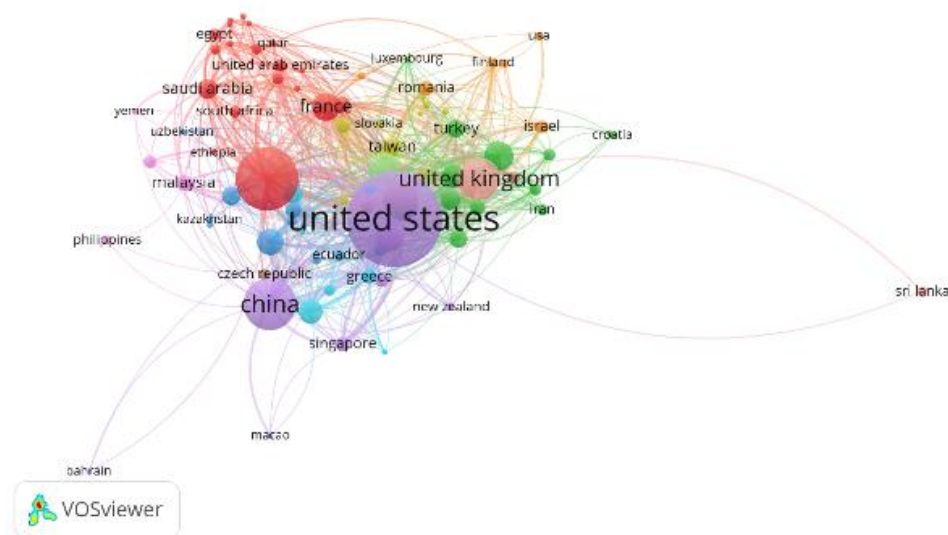 egypt
qatar
usa
luxembourg
finland
united arab emirates
saudi arabia
romania
france
yemen
south africa
slovakia
turkey
israel
croatia
uzbekistan
taiwan
ethiopia
malaysia
united kingdom
kazakhstan
united states
iran
philippines
ecuador
czech republic
greece
sri lanka
china
new zealand
singapore
macao
bahrain
VOSviewer